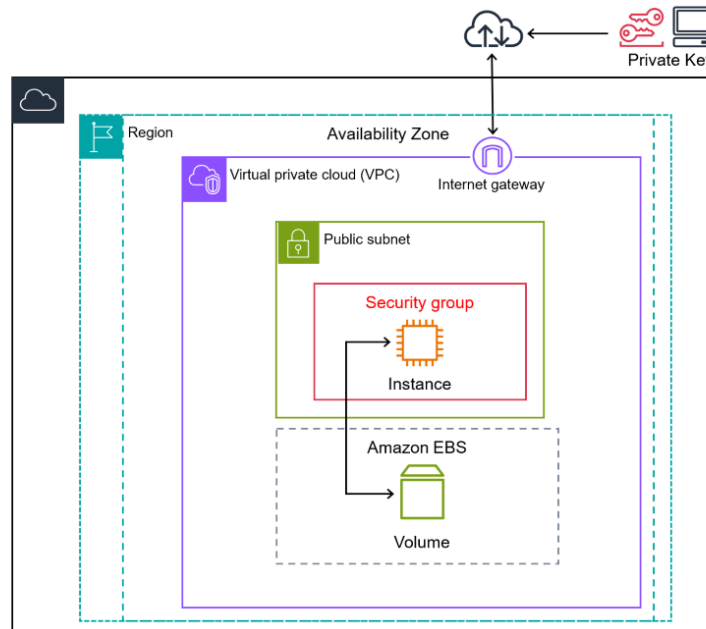 Private Ke
Region
Availability Zone
Virtual private cloud (VPC)
Internet gateway
Public subnet
Security group
Instance
Amazon EBS
Volume